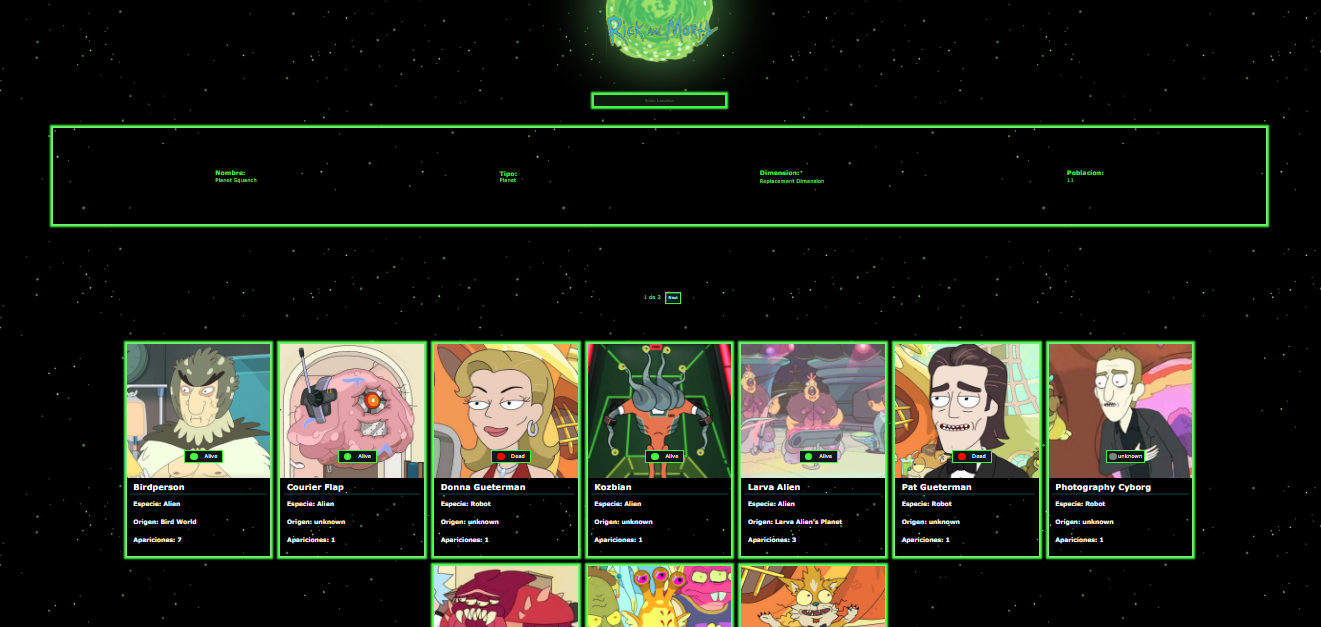 Rick and Morty
Enter Location
Nombre:
Planet Squanch
Tipo:
Planet
Dimension:
Replacement Dimension
Poblacion:
11
1 de 2 Next
Alive
Birdperson
Especie: Alien
Origen: Bird World
Apariciones: 7
Alive
Courier Flap
Especie: Alien
Origen: unknown
Apariciones: 1
Dead
Donna Gueterman
Especie: Robot
Origen: unknown
Apariciones: 1
Alive
Kozbian
Especie: Alien
Origen: unknown
Apariciones: 1
Alive
Larva Alien
Especie: Alien
Origen: Larva Alien's Planet
Apariciones: 3
Dead
Pat Gueterman
Especie: Robot
Origen: unknown
Apariciones: 1
unknown
Photography Cyborg
Especie: Robot
Origen: unknown
Apariciones: 1